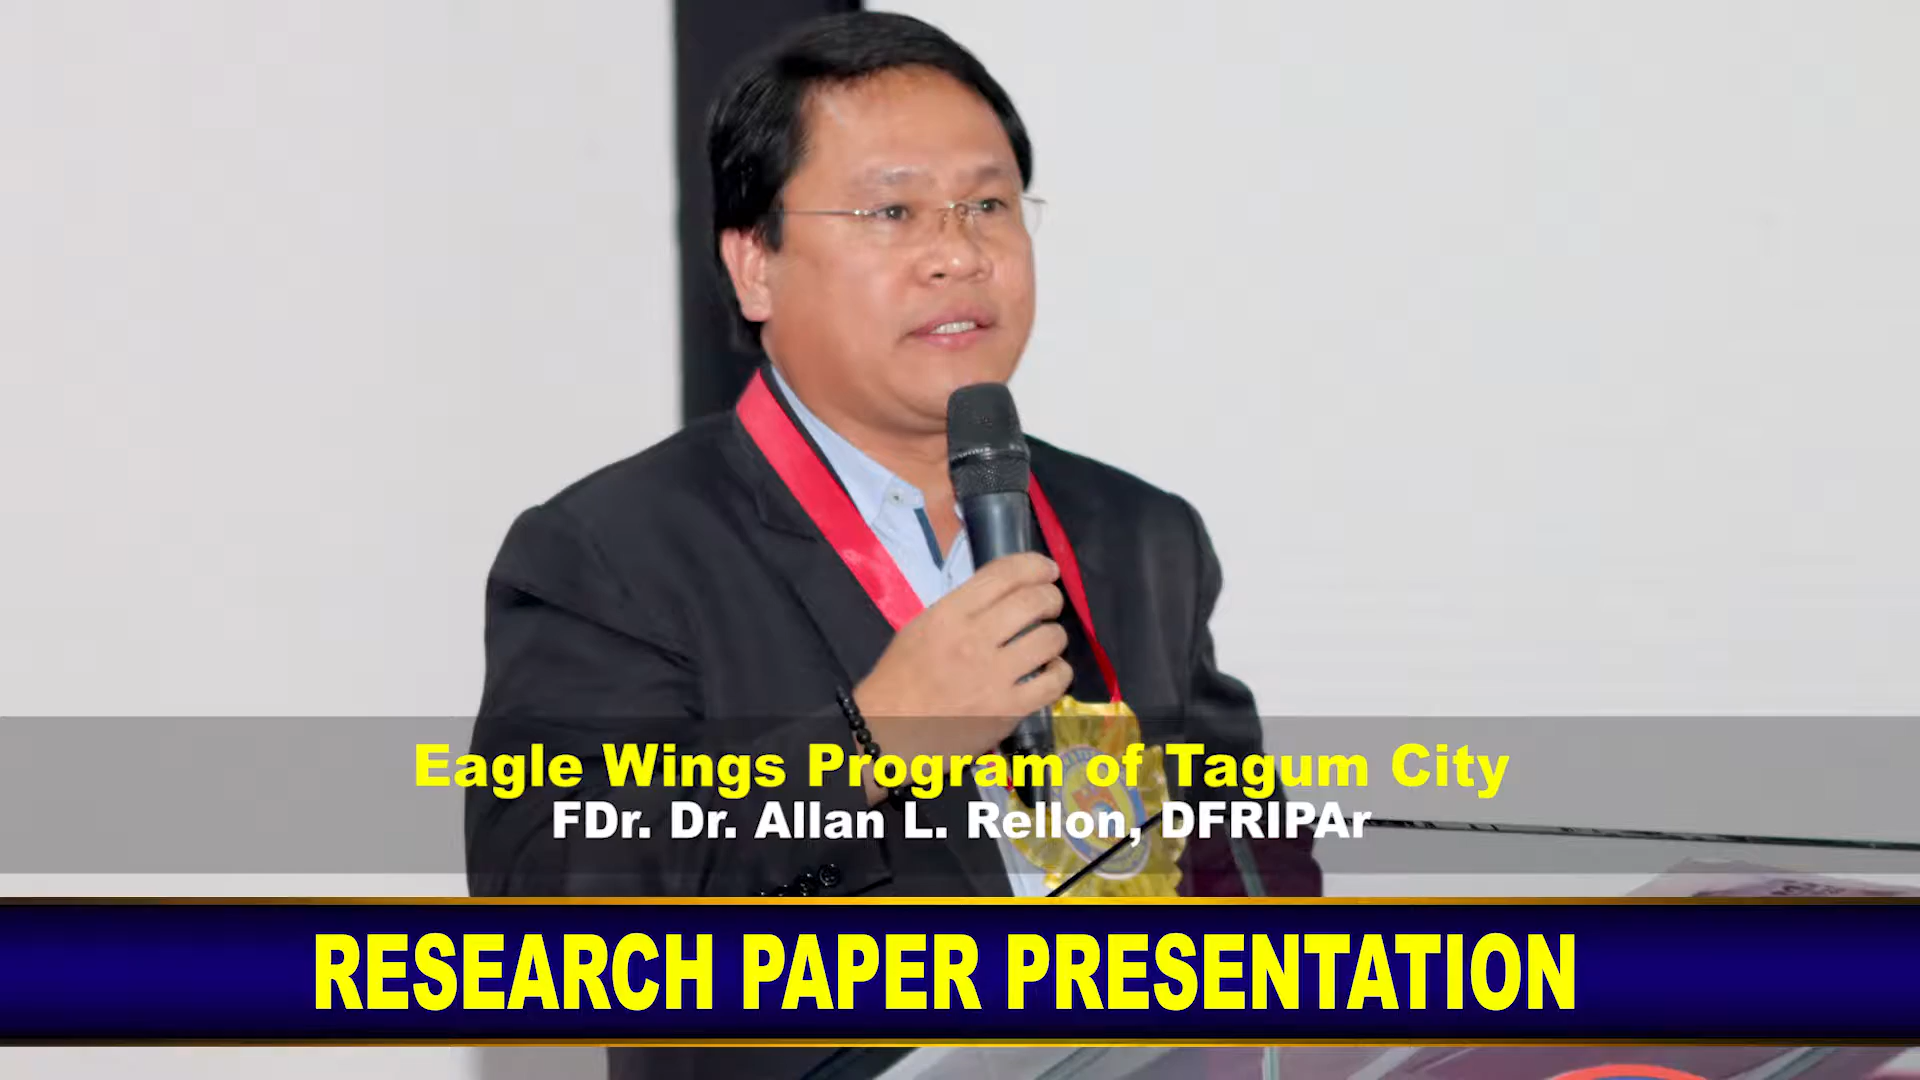 Eagle Wings Program of Tagum City
FDr. Dr. Allan L. Rellon, DFRIPAr
RESEARCH PAPER PRESENTATION